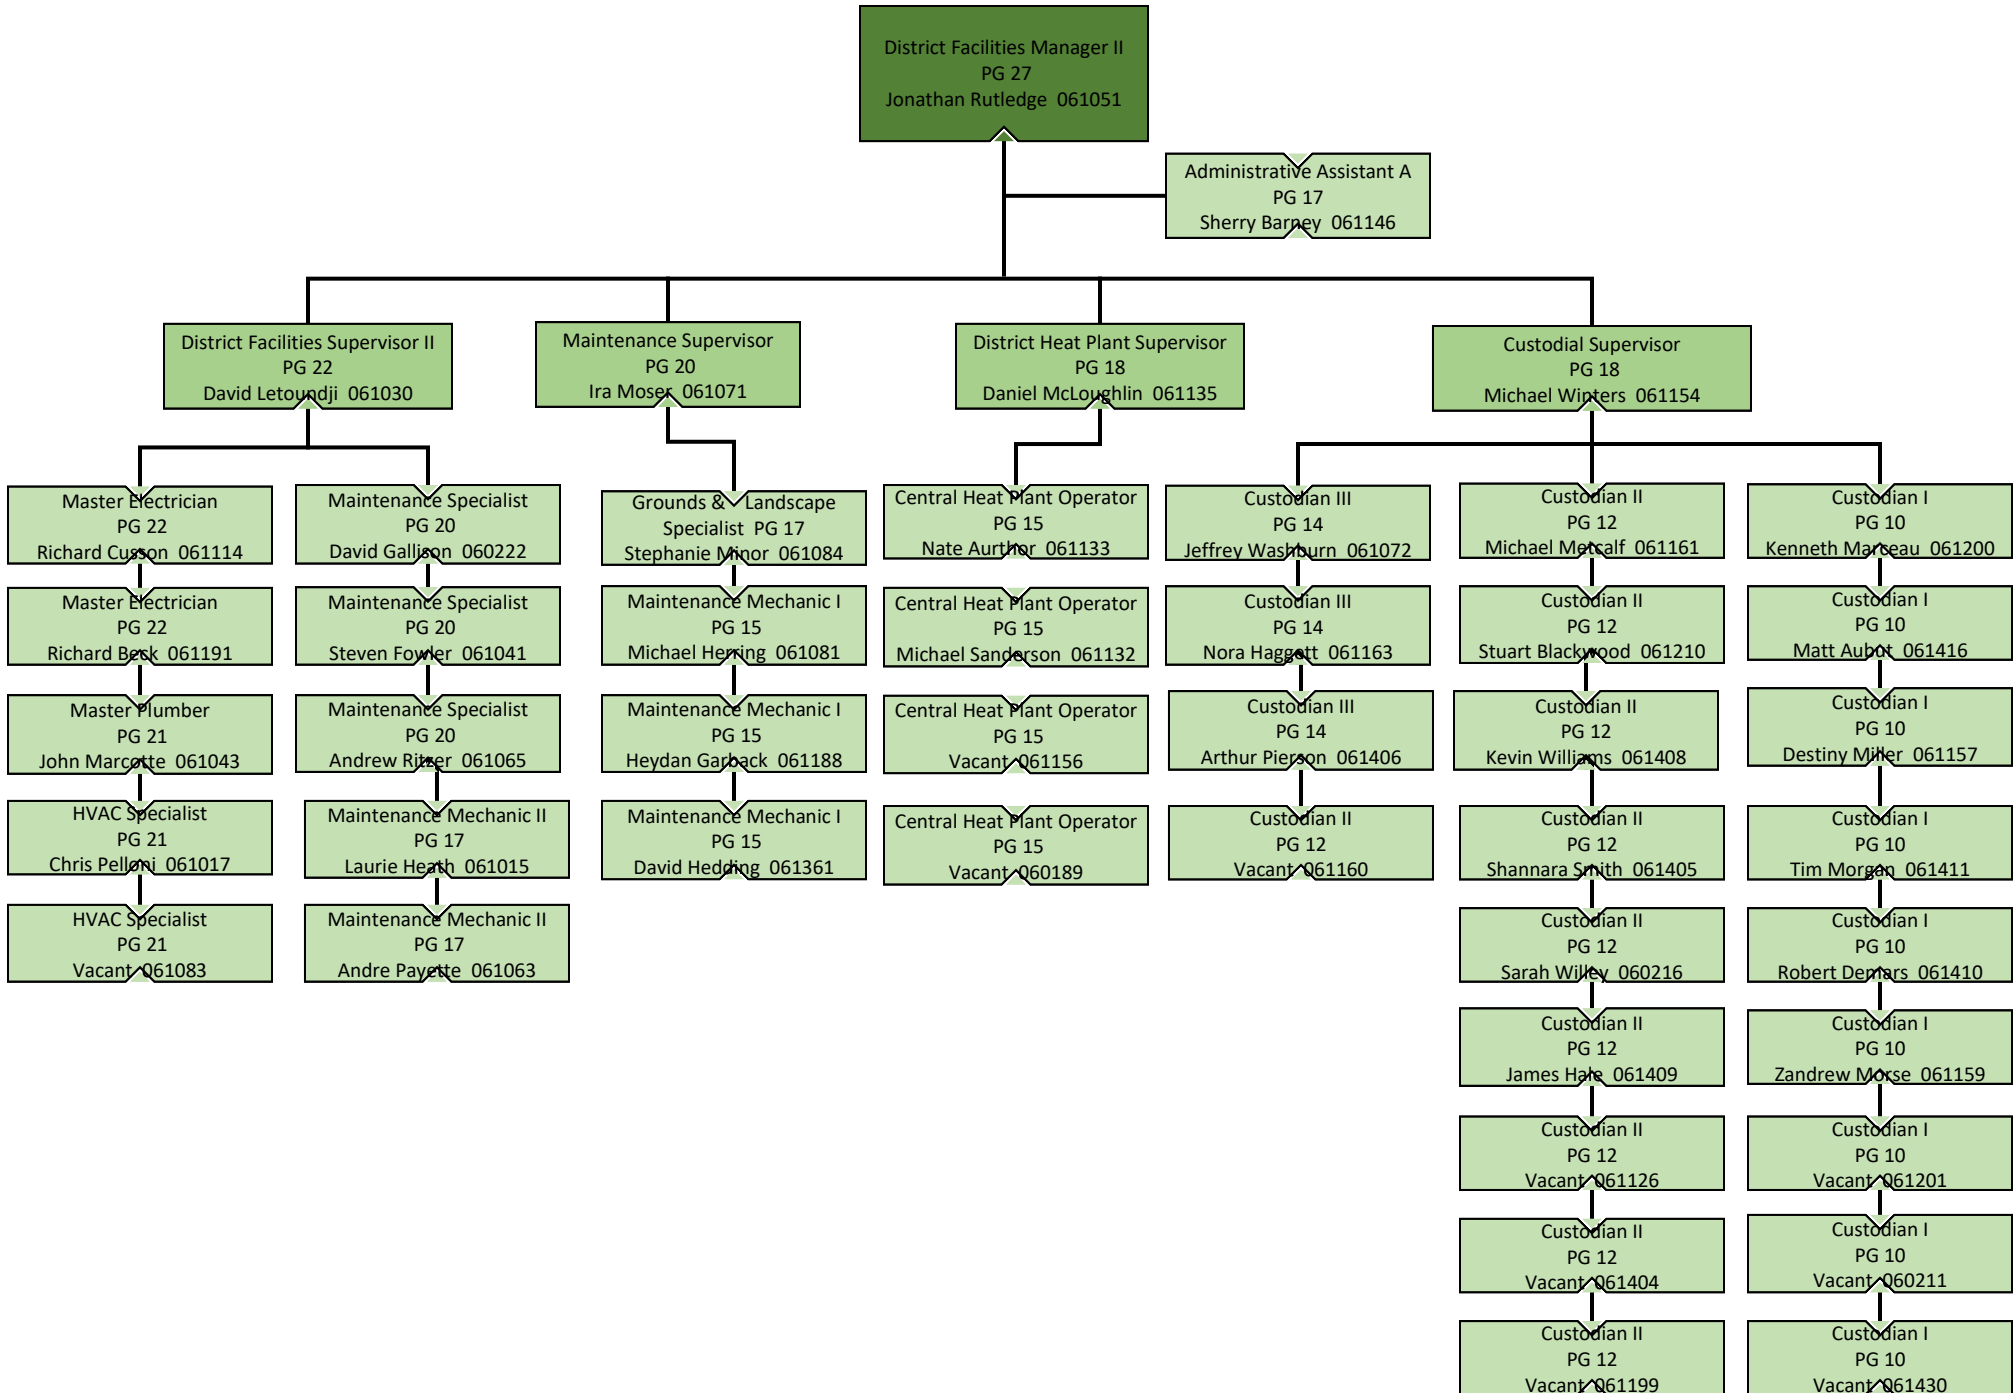 District Facilities Manager II
PG 27
Jonathan Rutledge 061051
Administrative Assistant A
PG 17
Sherry Barney 061146
District Facilities Supervisor II
PG 22
David Letoundji 061030
Maintenance Supervisor
PG 20
Ira Moser 061071
District Heat Plant Supervisor
PG 18
Daniel McLoughlin 061135
Custodial Supervisor
PG 18
Michael Winters 061154
Master Electrician
PG 22
Richard Cusson 061114
Master Electrician
PG 22
Richard Beck 061191
Master Plumber
PG 21
John Marcotte 061043
HVAC Specialist
PG 21
Chris Pelloni 061017
HVAC Specialist
PG 21
Vacant 061083
Maintenance Specialist
PG 20
David Gallison 060222
Maintenance Specialist
PG 20
Steven Fowler 061041
Maintenance Specialist
PG 20
Andrew Ritzer 061065
Maintenance Mechanic II
PG 17
Laurie Heath 061015
Maintenance Mechanic II
PG 17
Andre Payette 061063
Grounds & Landscape
Specialist PG 17
Stephanie Minor 061084
Maintenance Mechanic I
PG 15
Michael Herring 061081
Maintenance Mechanic I
PG 15
Heydan Garback 061188
Maintenance Mechanic I
PG 15
David Hedding 061361
Central Heat Plant Operator
PG 15
Nate Aurthor 061133
Central Heat Plant Operator
PG 15
Michael Sanderson 061132
Central Heat Plant Operator
PG 15
Vacant 061156
Central Heat Plant Operator
PG 15
Vacant 060189
Custodian III
PG 14
Jeffrey Washburn 061072
Custodian III
PG 14
Nora Haggett 061163
Custodian III
PG 14
Arthur Pierson 061406
Custodian II
PG 12
Vacant 061160
Custodian II
PG 12
Michael Metcalf 061161
Custodian II
PG 12
Stuart Blackwood 061210
Custodian II
PG 12
Kevin Williams 061408
Custodian II
PG 12
Shannara Smith 061405
Custodian II
PG 12
Sarah Willey 060216
Custodian II
PG 12
James Hale 061409
Custodian II
PG 12
Vacant 061126
Custodian II
PG 12
Vacant 061404
Custodian II
PG 12
Vacant 061199
Custodian I
PG 10
Kenneth Marceau 061200
Custodian I
PG 10
Matt Aubut 061416
Custodian I
PG 10
Destiny Miller 061157
Custodian I
PG 10
Tim Morgan 061411
Custodian I
PG 10
Robert Demars 061410
Custodian I
PG 10
Zandrew Morse 061159
Custodian I
PG 10
Vacant 061201
Custodian I
PG 10
Vacant 060211
Custodian I
PG 10
Vacant 061430